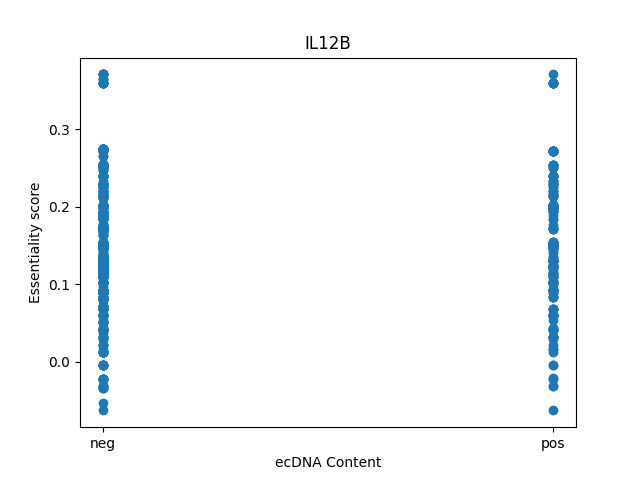 IL12B
Essentiality score
0.3
0.2
0.1
0.0
neg
pos
ecDNA Content